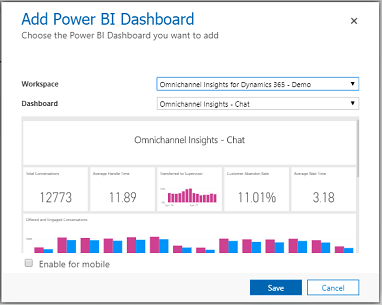 Add Power BI Dashboard
Choose the Power BI Dashboard you want to add
Workspace
Omnichannel Insights for Dynamics 365 - Demo
Dashboard
Omnichannel Insights - Chat
Omnichannel Insights - Chat
Total Conversations
Average Handle Time
Transferred to Supervisor
Customer Abandon Rate
Average Wait Time
12773
11.89
11.01%
3.18
Offered and Engaged Conversations
Enable for mobile
Save
Cancel